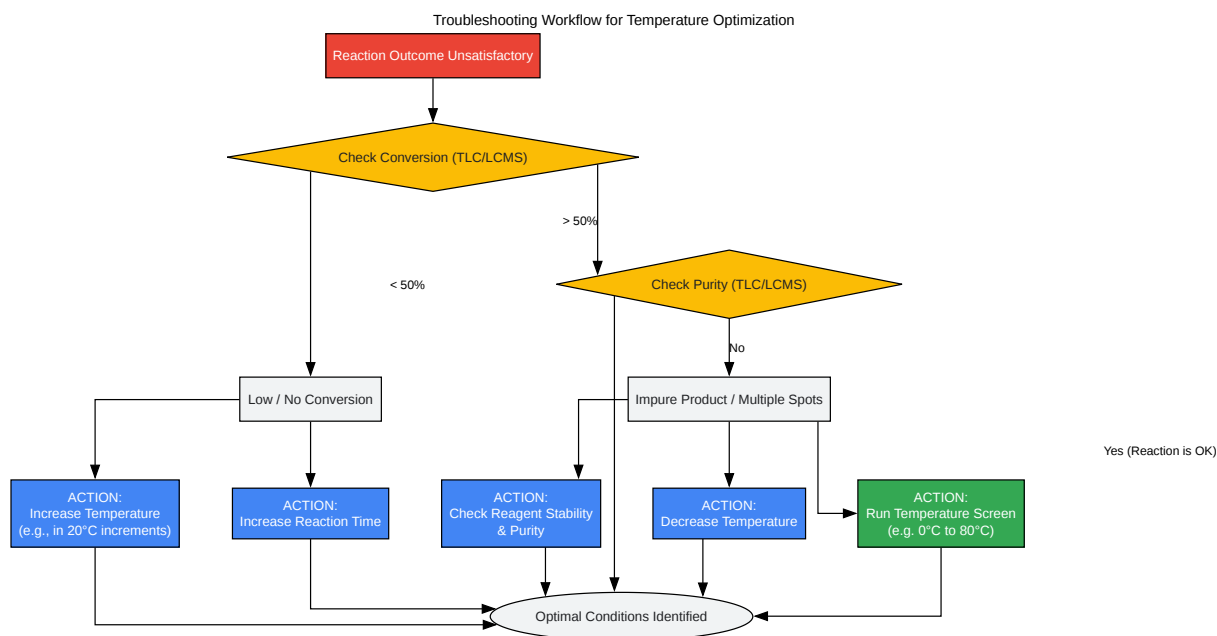 Troubleshooting Workflow for Temperature Optimization
Reaction Outcome Unsatisfactory
Check Conversion (TLC/LCMS)
> 50%
< 50%
Check Purity (TLC/LCMS)
No
Low / No Conversion
Impure Product / Multiple Spots
Yes (Reaction is OK)
ACTION:
Increase Temperature
(e.g., in 20°C increments)
ACTION:
Increase Reaction Time
ACTION:
Check Reagent Stability
& Purity
ACTION:
Decrease Temperature
ACTION:
Run Temperature Screen
(e.g. 0°C to 80°C)
Optimal Conditions Identified